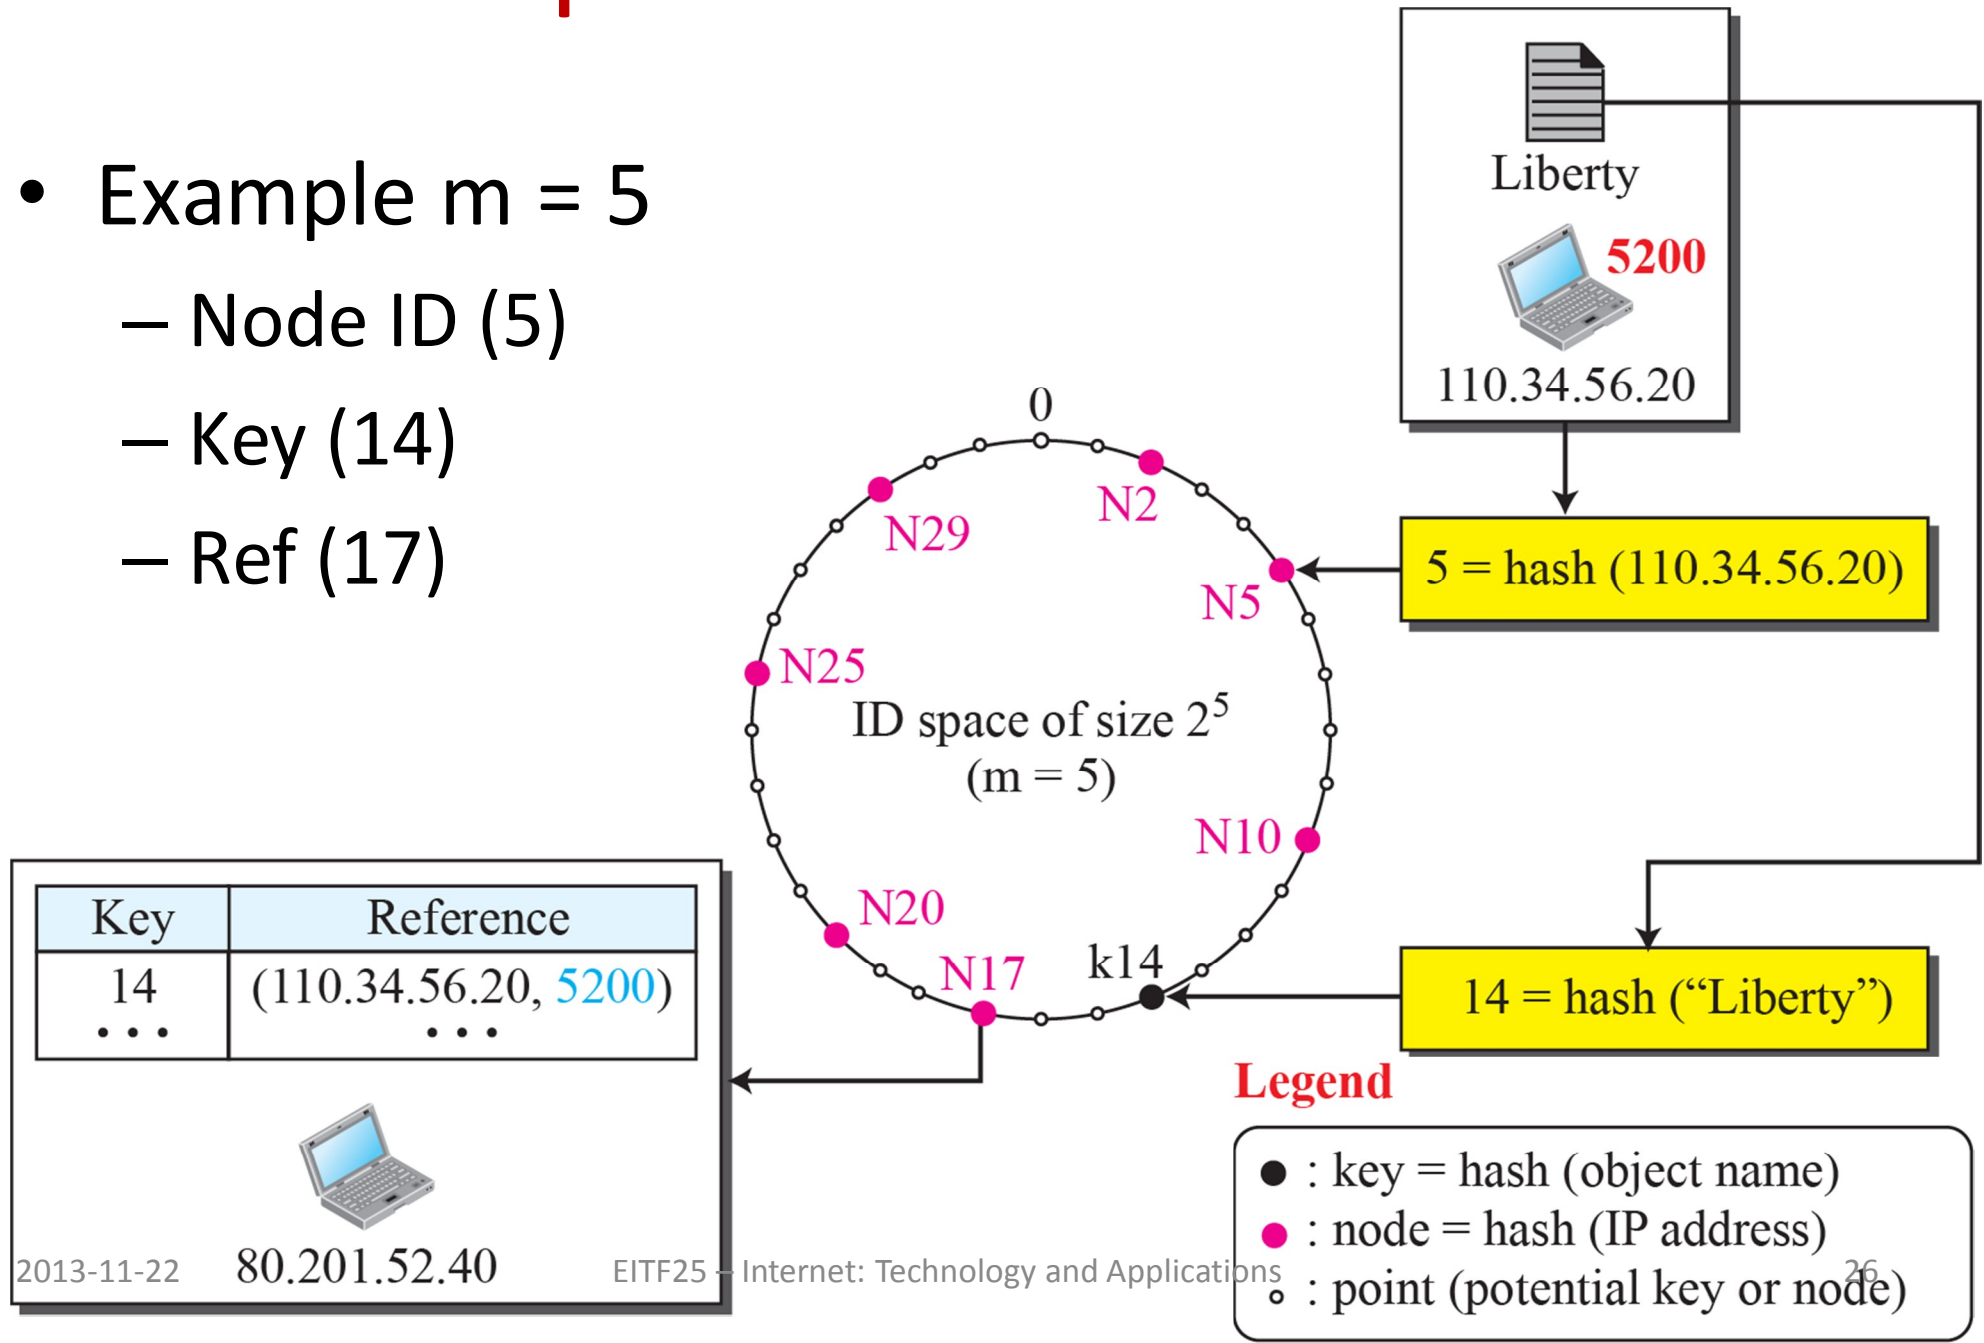 • Example m = 5
– Node ID (5)
– Key (14)
– Ref (17)
Liberty
5200
110.34.56.20
5 = hash (110.34.56.20)
14 = hash (“Liberty”)
0
N2
N5
N10
k14
N17
N20
N25
N29
ID space of size 2⁵
(m = 5)
Key Reference
14 (110.34.56.20, 5200)
• • • • • •
80.201.52.40
Legend
: key = hash (object name)
: node = hash (IP address)
: point (potential key or node)
2013-11-22
EITF25 – Internet: Technology and Applications
26